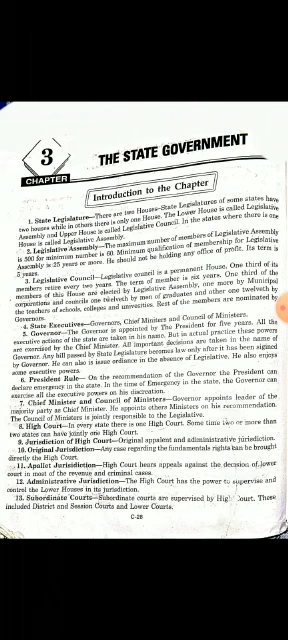 3
CHAPTER
THE STATE GOVERNMENT
Introduction to the Chapter
1. State Legislature—There are two Houses-State Legislatures of some states have
two houses while in others there is only one House. The Lower House is called Legislative
Assembly and Upper House is called Legislative Council. In the states where there is one
House is called Legislative Assembly.
2. Legislative Assembly—The maximum number of members of Legislative Assembly
is 500 for minimum is 60. Minimum qualification of membership for Legislative
Assembly is 25 years or more. He should not be holding any office of profit. Its term is
5 years.
3. Legislative Council—Legislative council is a permanent House. One third of its
members retire every two years. The term of member is six years. One third of the
members of this House are elected by Legislative Assembly, one more by Municipal
corporations and controls one twelveth by men of graduates and other one twelveth by
the teachers of schools, colleges and universities. Rest of the members are nominated by
Governors.
4. State Executives—Governors, Chief Miniters and Council of Ministers.
5. Governor—The Governor is appointed by The President for five years. All the
executive actions of the state are taken in his name. But in actual practice these powers
are exercised by the Chief Minister. All important decisions are taken in the name of
Governor. Any bill passed by State Legislature becomes law only after it has been signed
by Governor. He can also issue ordinance in the absence of Legislative. He also enjoys
some executive powers.
6. President Rule— On the recommendation of the Governor the President can
declare emergency in the state. In the time of Emergency in the state, the Governor can
exercise all the executive powers on his discreation.
7. Chief Minister and Council of Ministers—Governor appoints leader of the
majority party as Chief Minister. He appoints others Ministers on his recommendation.
The Council of Ministers is jointly responsible to the Legislative.
8. High Court—In every state there is one High Court. Some time two or more than
two states can have jointly one High Court.
9. Jurisdiction of High Court—Original appalent and administive jurisdiction.
10. Original Jurisdiction—Any case regarding the fundamentals rights can be brought
directly the High Court.
11. Apollet Jurisdiction—High Court hears appeals against the decision of lower
court in most of the revenue and criminal cases.
12. Administrative Jurisdiction—The High Court has the power to supervise and
control the Lower Houses in its jurisdiction.
13. Subordinate Courts—Subordinate courts are supervised by High Court. These
included District and Session Courts and Lower Courts.
C-26